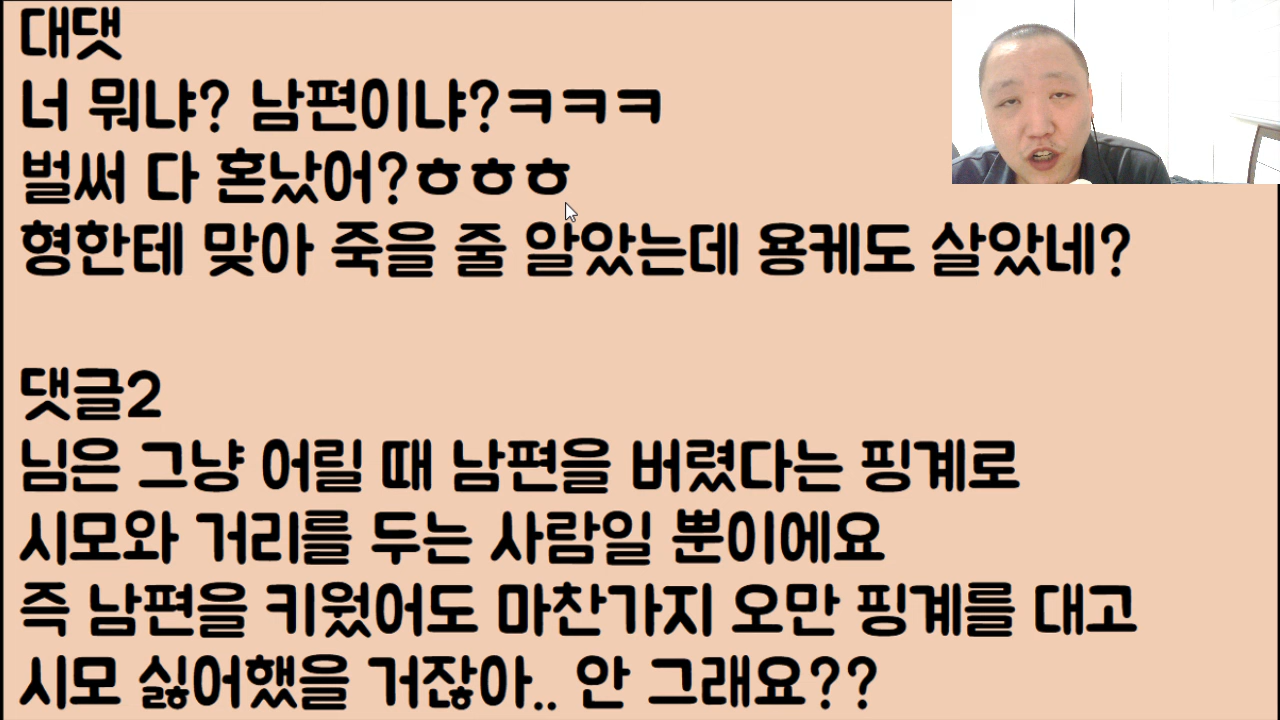 대댓
너 뭐냐? 남편이냐?ㅋㅋㅋ
벌써 다 혼났어?ㅎㅎㅎ
형한테 맞아 죽을 줄 알았는데 용케도 살았네?
댓글2
님은 그냥 어릴 때 남편을 버렸다는 핑계로
시모와 거리를 두는 사람일 뿐이에요
즉 남편을 키웠어도 마찬가지 오만 핑계를 대고
시모 싫어했을 거잖아.. 안 그래요??